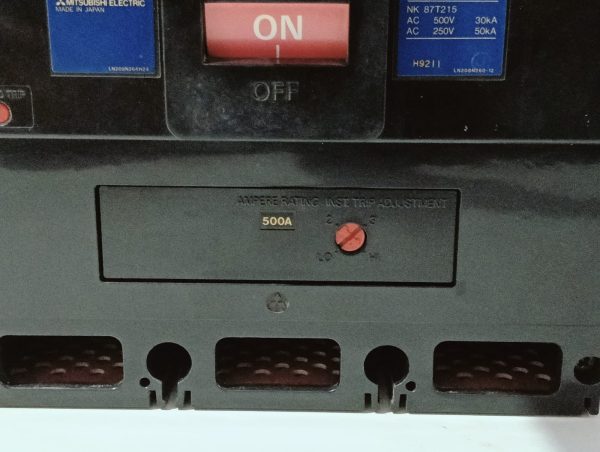 MITSUBISHI ELECTRIC
MADE IN JAPAN
ON
I
OFF
NK 87T215
AC 500V 30kA
AC 250V 50kA
H9211
TRIP
AMPERE RATING INST TRIP ADJUSTMENT
500A
2 3
LO HI